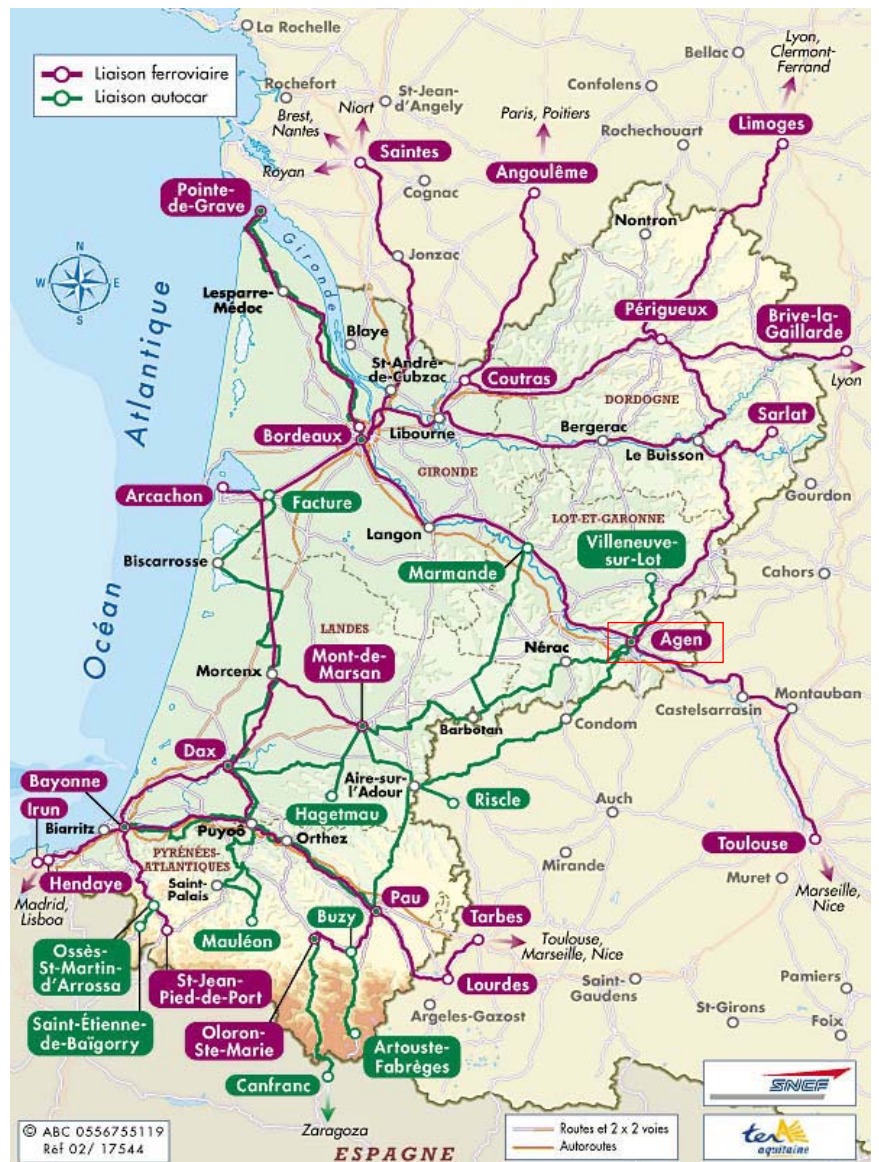 La Rochelle
Liaison ferroviaire
Liaison autocar
Rochefort
St-Jean-
d'Angely
Confolens
Bellac
Lyon,
Clermont-
Ferrand
Brest,
Nantes
Niort
Paris, Poitiers
Rochechouart
Limoges
Royan
Saintes
Cognac
Angoulême
Pointe-
de-Grave
Nontron
Gironde
Jonzac
N
W
E
S
Lesparre-
Médoc
Blaye
Périgueux
Brive-la-
Gaillarde
St-André-
de-Cubzac
Coutras
Lyon
DORDOGNE
Sarlat
Océan Atlantique
Bordeaux
Libourne
Bergerac
Le Buisson
GIRONDE
Arcachon
Facture
Gourdon
Langon
LOT-ET-GARONNE
Villeneuve-
sur-Lot
Biscarrosse
Marmande
Cahors
LANDES
Agen
Mont-de-
Marsan
Nérac
Morcenx
Castelsarrasin
Montauban
Barbotan
Condom
Dax
Bayonne
Aire-sur-
l'Adour
Riscle
Irun
Hagetmau
Auch
Biarritz
Puyoô
Orthez
Toulouse
PYRÉNÉES-
ATLANTIQUES
Mirande
Hendaye
Saint-
Palais
Muret
Madrid,
Lisboa
Pau
Marseille,
Nice
Buzy
Tarbes
Mauléon
Toulouse,
Marseille, Nice
Ossès-
St-Martin-
d'Arrossa
St-Jean-
Pied-de-Port
Lourdes
Saint-
Gaudens
Pamiers
St-Girons
Argeles-Gazost
Foix
Saint-Étienne-
de-Baïgorry
Oloron-
Ste-Marie
Artouste-
Fabrèges
Canfranc
SNCF
© ABC 0556755119
Réf 02/ 17544
Zaragoza
ESPAGNE
Routes et 2 x 2 voies
Autoroutes
ter
aquitaine